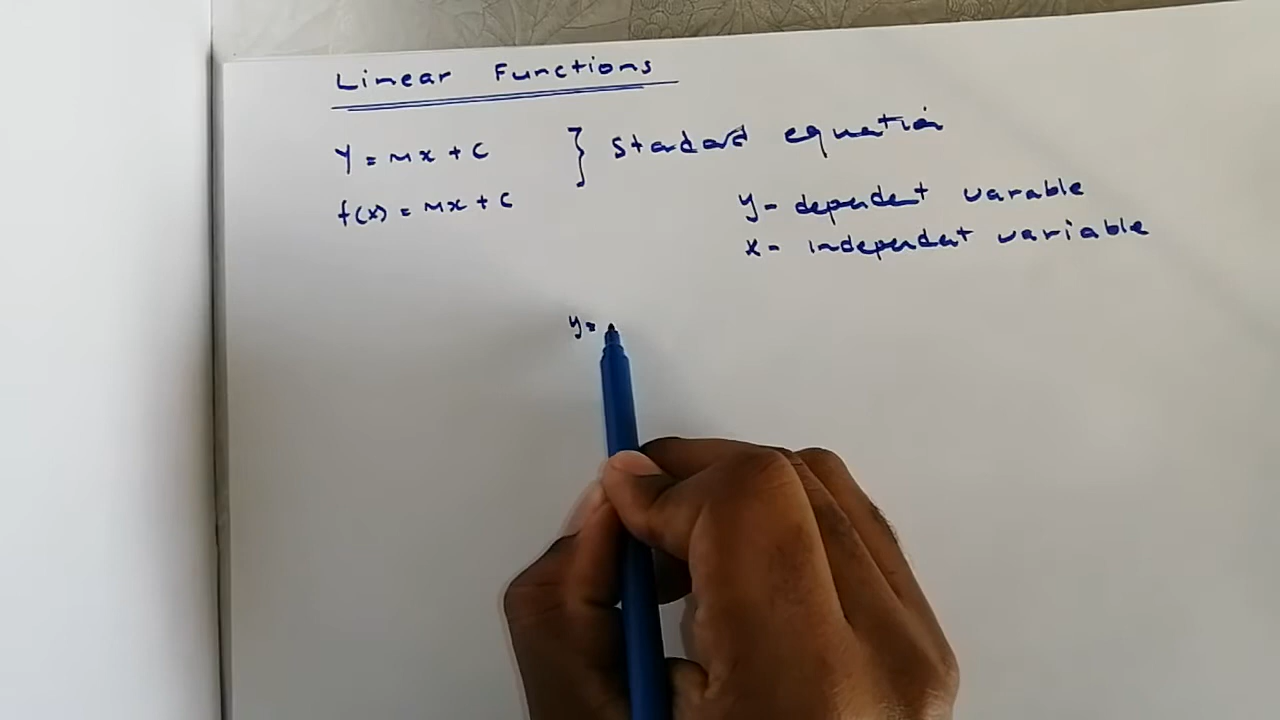 Linear Functions
Y = mx + c } Standard equation
f(x) = mx + c
y - dependent varable
x - independent variable
y =